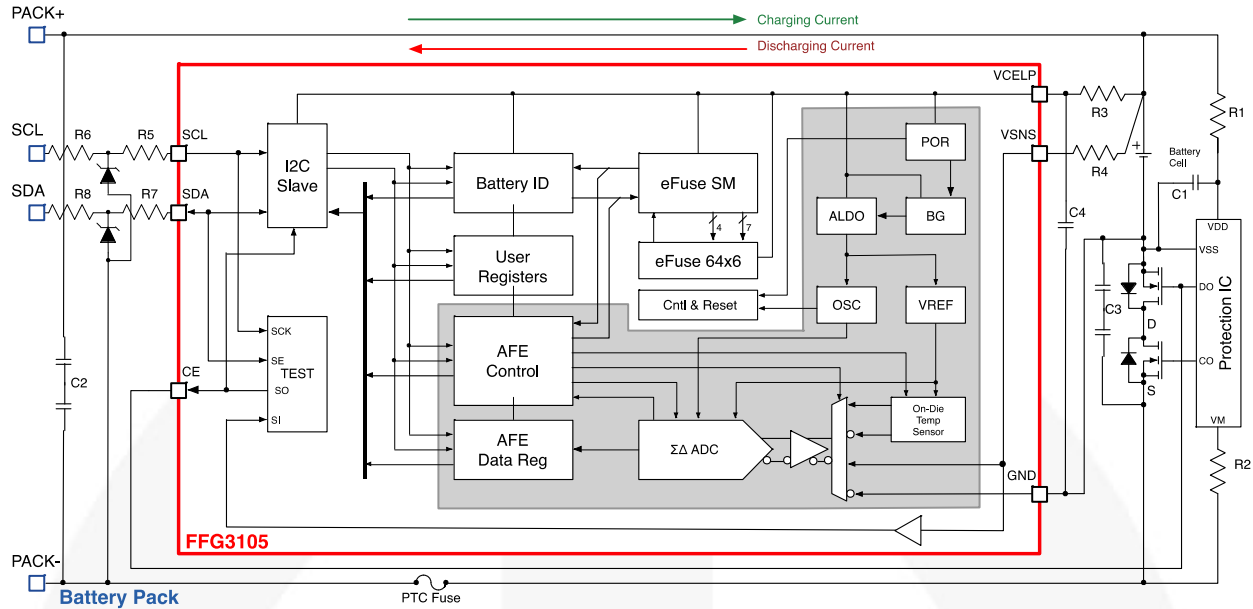 PACK+
Charging Current
Discharging Current
VCELP
R3
R1
SCL
R6
R5
SCL
I2C
Slave
Battery ID
eFuse SM
POR
VSNS
R4
+
Battery
Cell
C1
SDA
R8
R7
SDA
4
7
ALDO
BG
C4
VDD
VSS
User
Registers
eFuse 64x6
Cntl & Reset
OSC
VREF
C3
D
DO
Protection IC
SCK
SE
TEST
SO
SI
AFE
Control
CO
S
C2
CE
On-Die
Temp
Sensor
AFE
Data Reg
ΣΔ ADC
VM
GND
R2
FFG3105
PACK-
Battery Pack
PTC Fuse